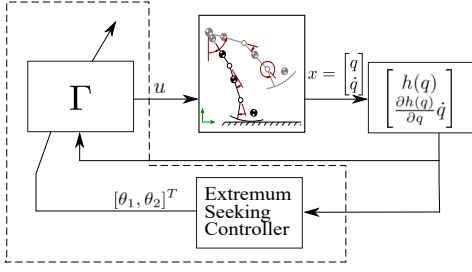 Γ
u
x = [q q̇]
[h(q) ∂h(q)/∂q q̇]
[θ₁, θ₂]ᵀ
Extremum
Seeking
Controller